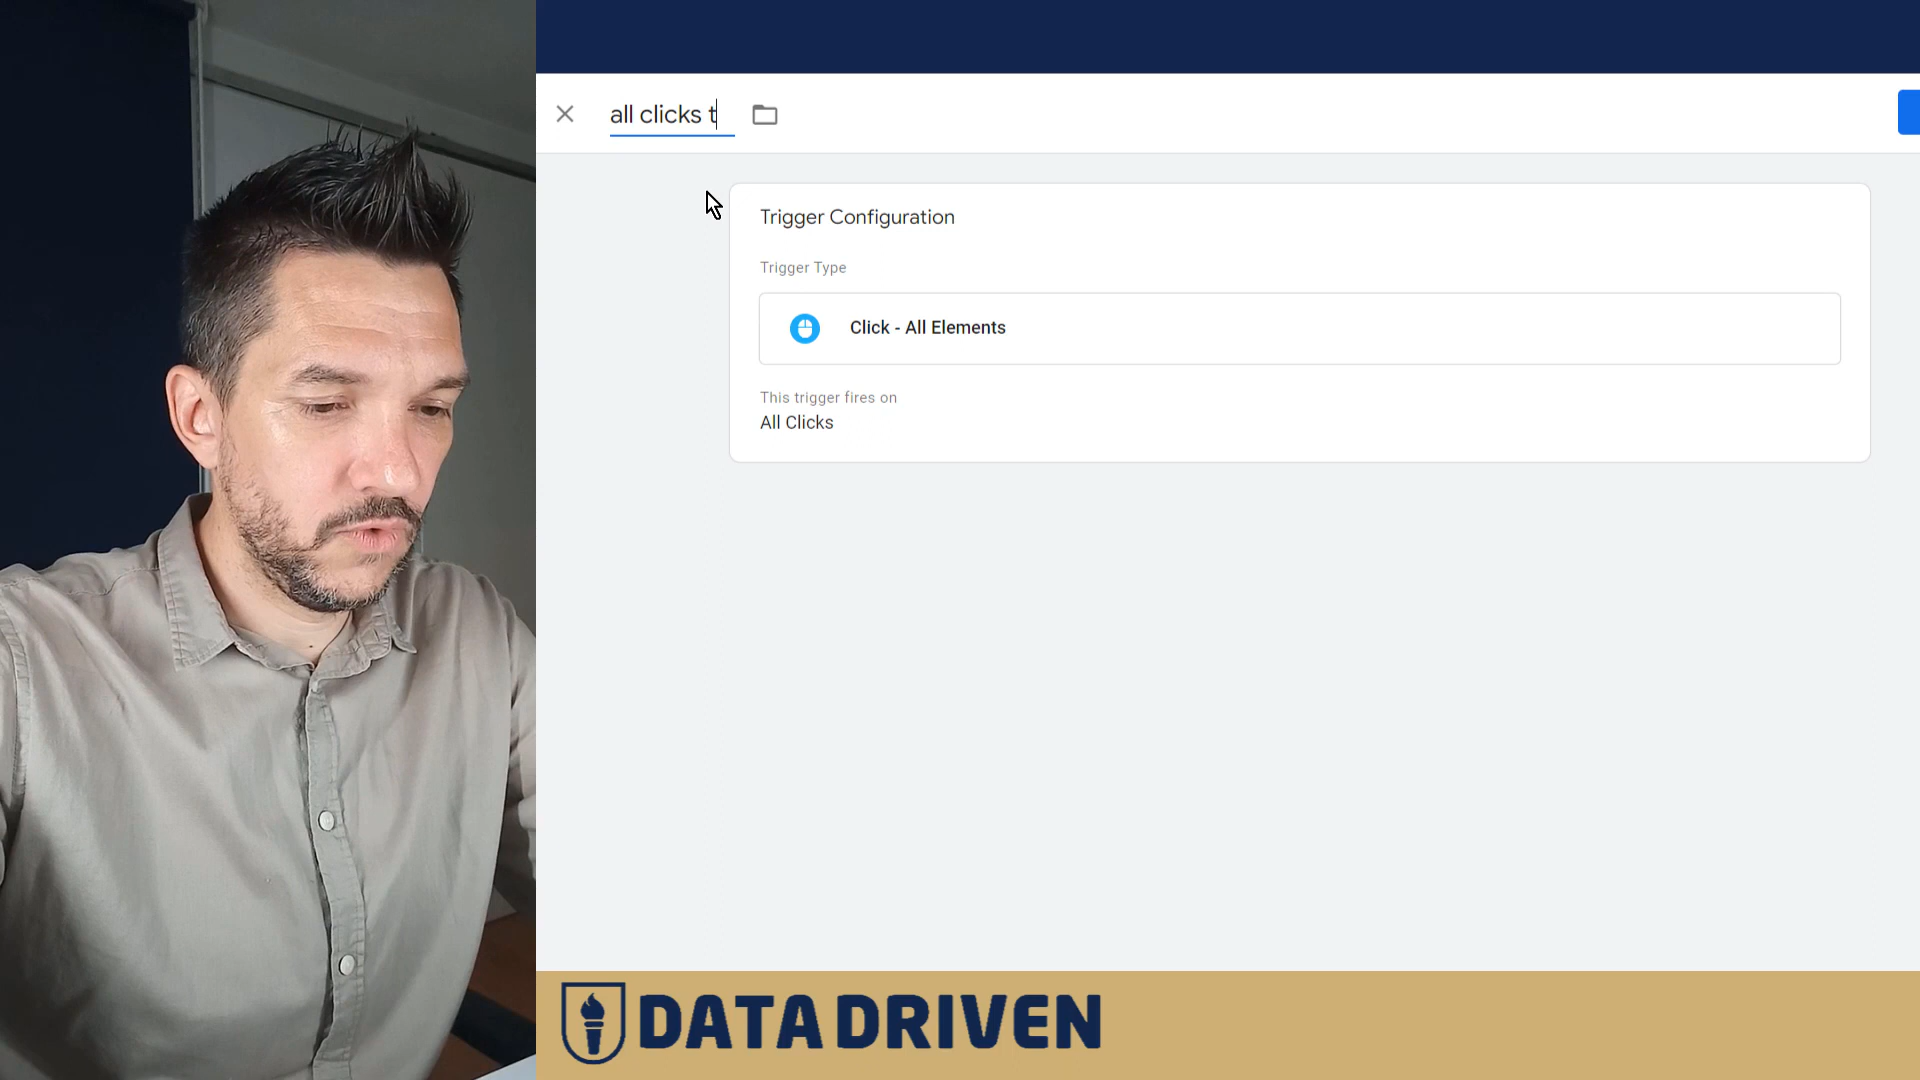 all clicks t
Trigger Configuration
Trigger Type
Click - All Elements
This trigger fires on
All Clicks
DATA DRIVEN